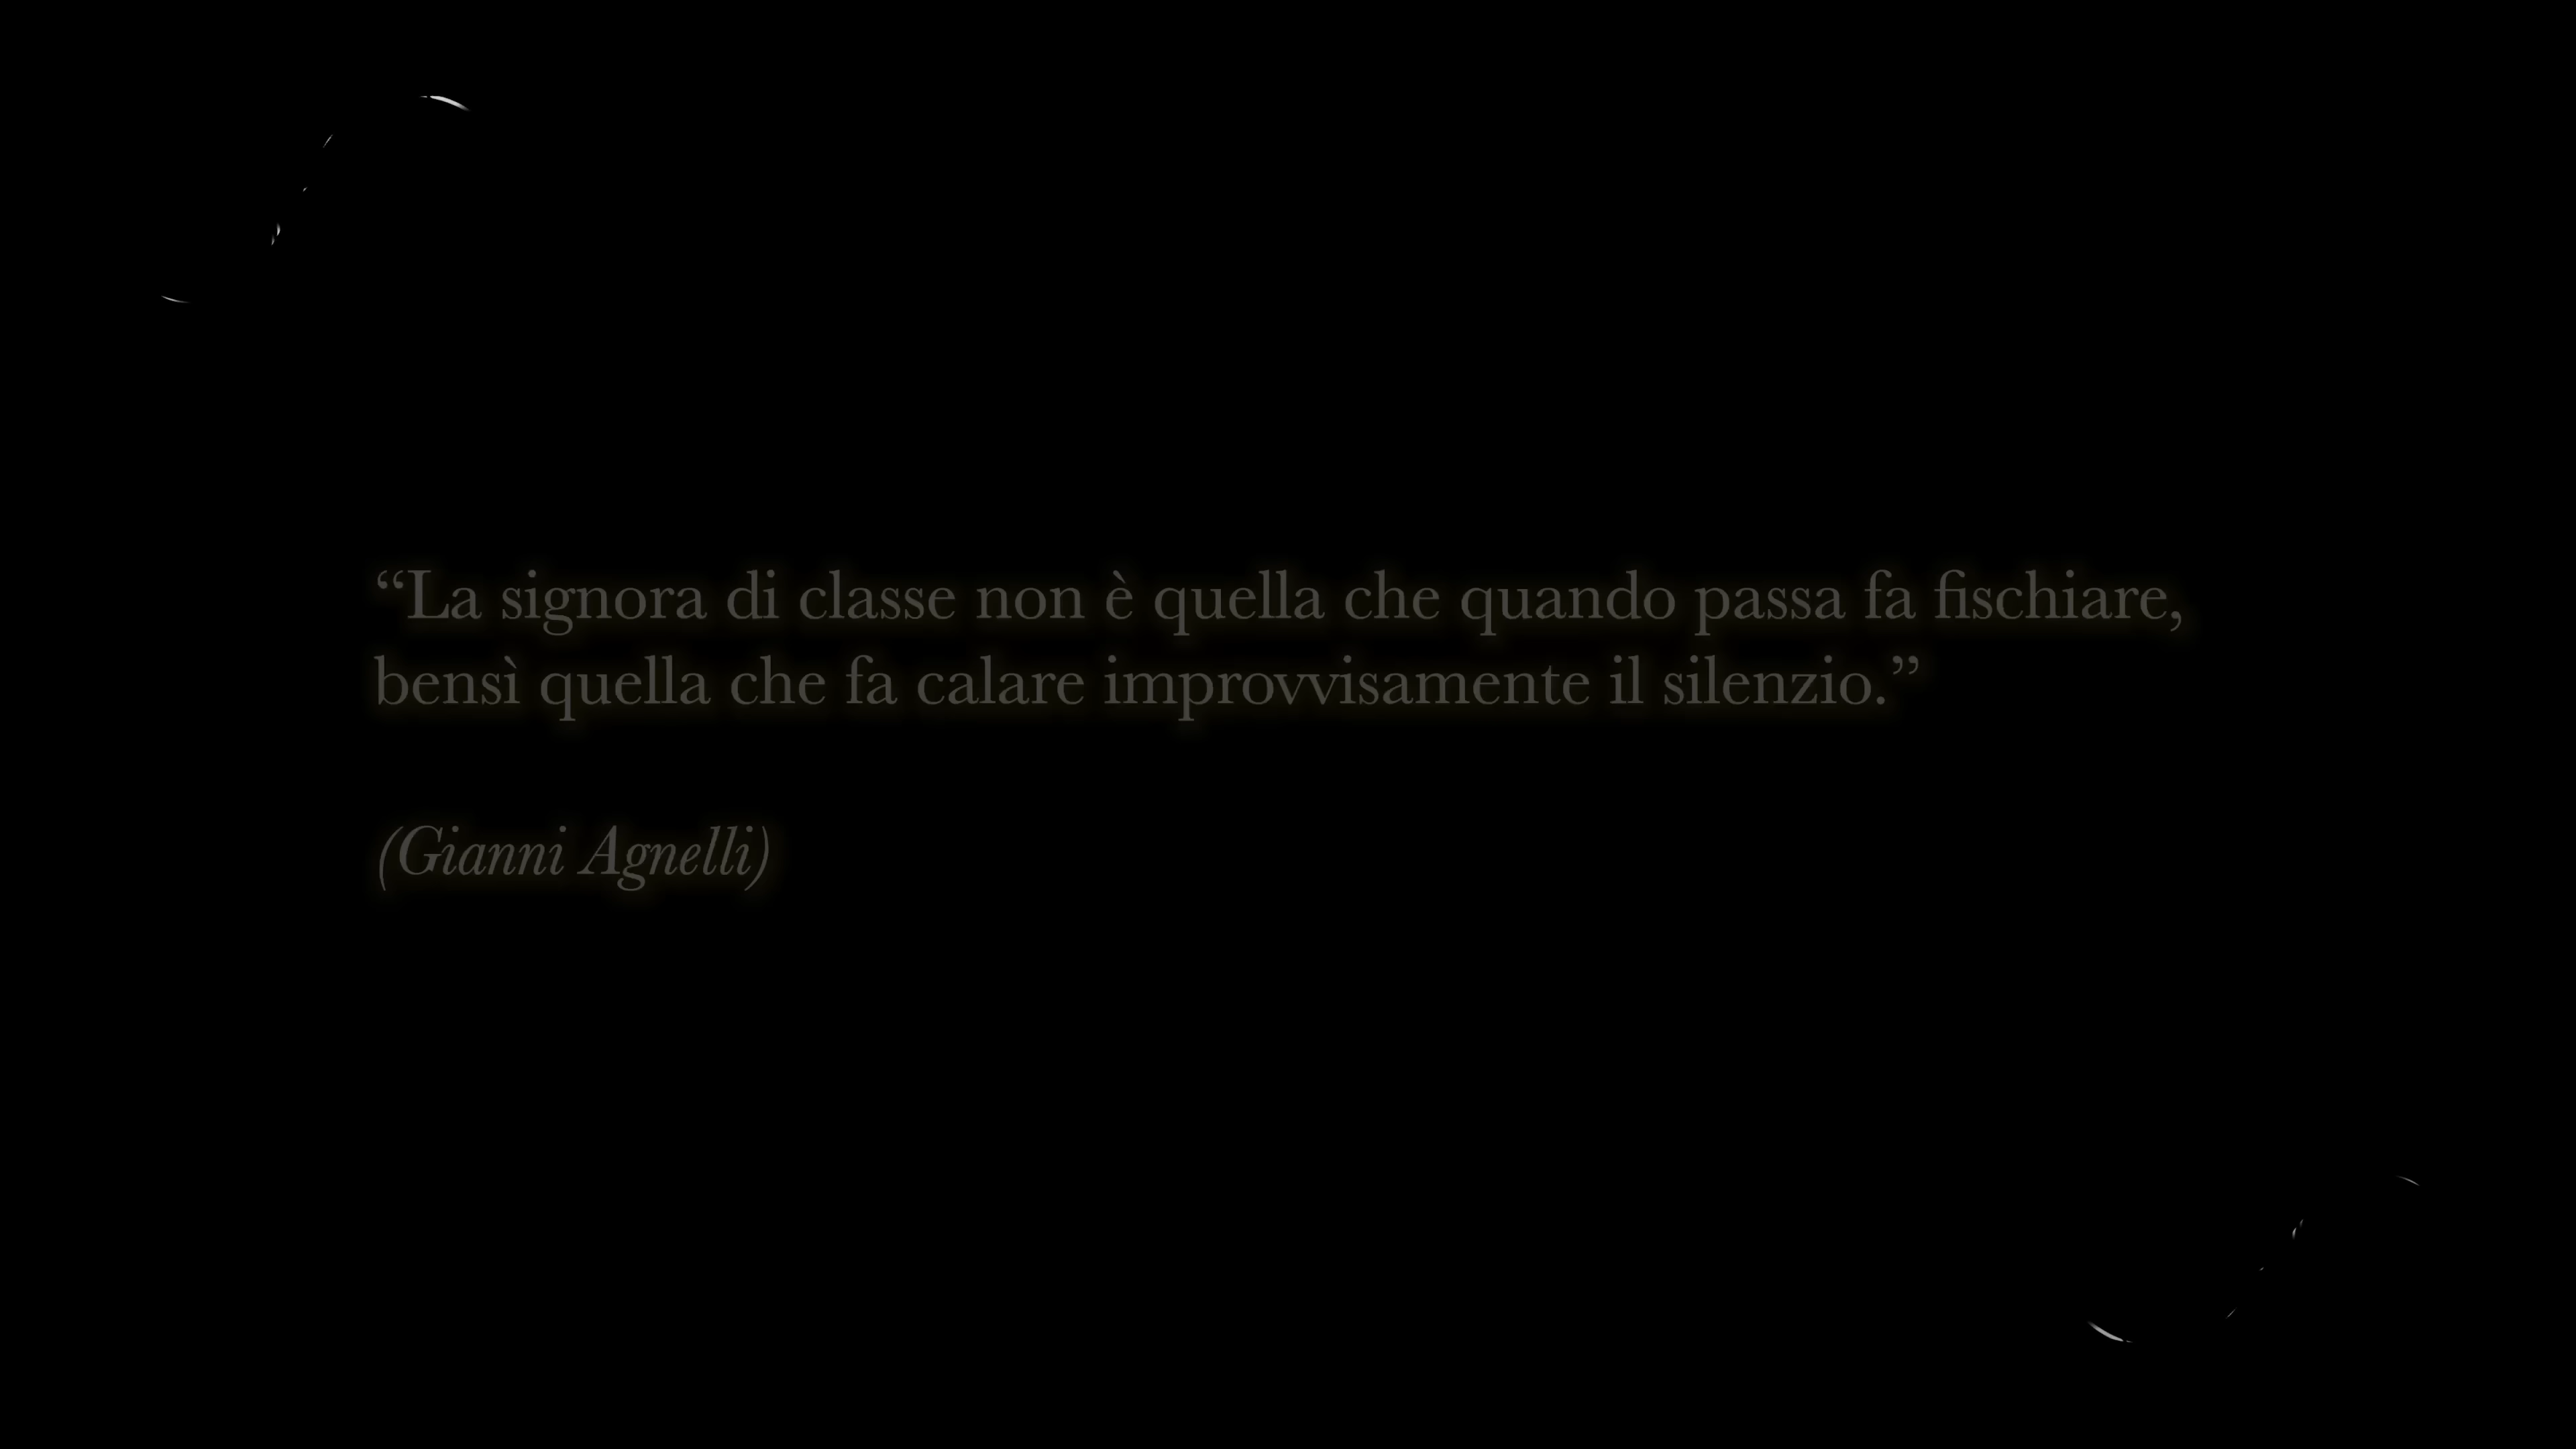 “La signora di classe non è quella che quando passa fa fischiare,
bensì quella che fa calare improvvisamente il silenzio.”
(Gianni Agnelli)